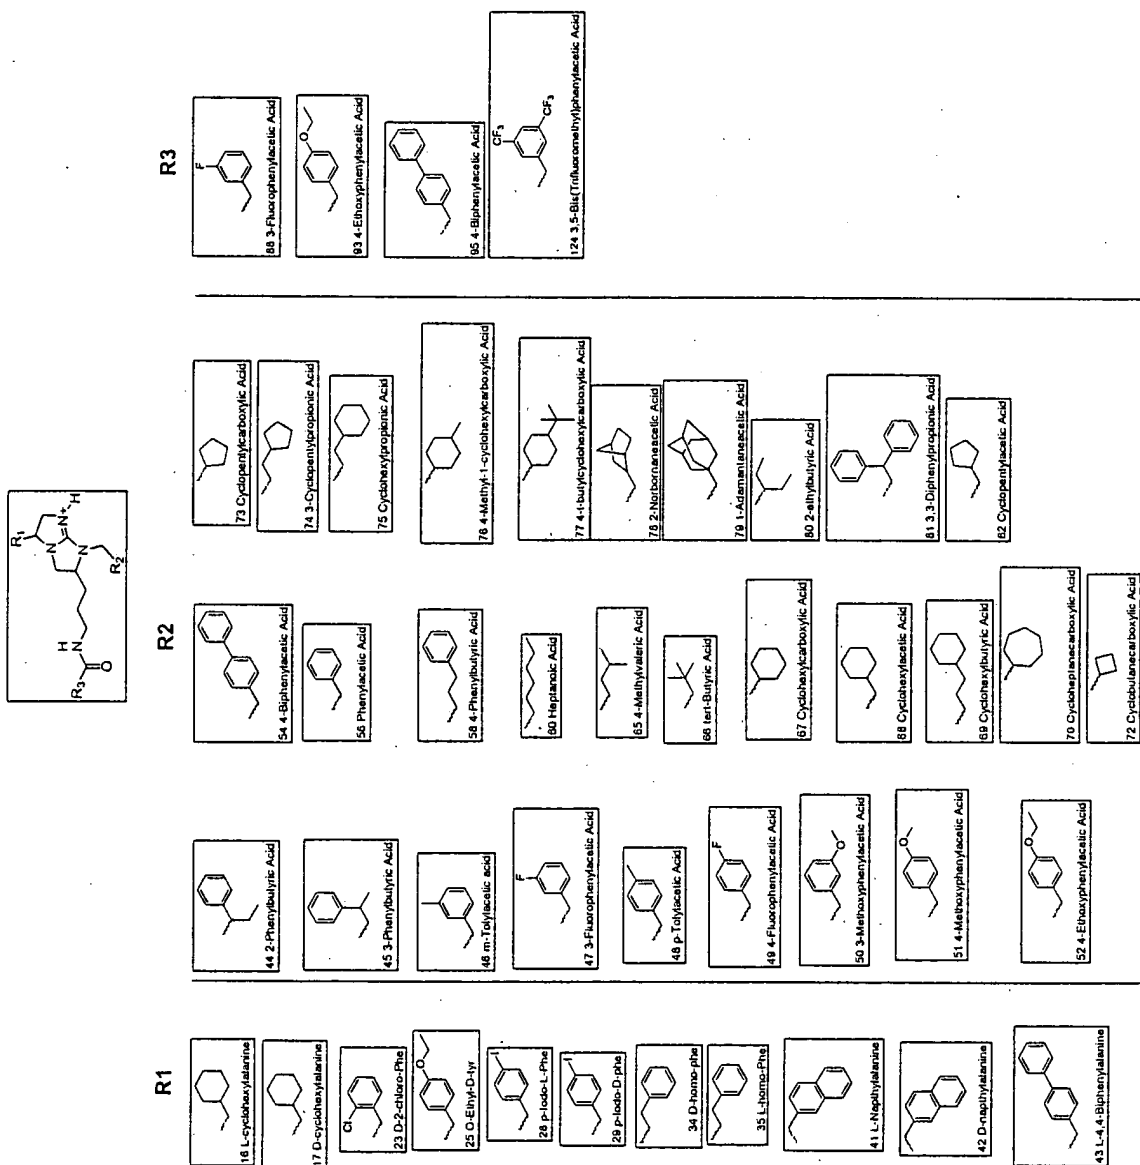 R1
N
N+
H
N
R2
H
N
O
R3
R1
R2
R3
16 L-cyclohexylalanine
17 D-cyclohexylalanine
Cl
23 D-2-chloro-Phe
O
25 O-Ethyl-D-tyr
I
28 p-Iodo-L-Phe
I
29 p-Iodo-D-phe
34 D-homo-phe
35 L-homo-Phe
41 L-Napthylalanine
42 D-napthylalanine
43 L-4,4-Biphenylalanine
44 2-Phenylbutyric Acid
45 3-Phenylbutyric Acid
46 m-Tolylacetic acid
F
47 3-Fluorophenylacetic Acid
48 p-Tolylacetic Acid
F
49 4-Fluorophenylacetic Acid
O
50 3-Methoxyphenylacetic Acid
O
51 4-Methoxyphenylacetic Acid
O
52 4-Ethoxyphenylacetic Acid
54 4-Biphenylacetic Acid
56 Phenylacetic Acid
58 4-Phenylbutyric Acid
60 Heptanoic Acid
65 4-Methylvaleric Acid
66 tert-Butyric Acid
67 Cyclohexylcarboxylic Acid
68 Cyclohexylacetic Acid
69 Cyclohexylbutyric Acid
70 Cycloheptanecarboxylic Acid
72 Cyclobutanecarboxylic Acid
73 Cyclopentylcarboxylic Acid
74 3-Cyclopentylpropionic Acid
75 Cyclohexylpropionic Acid
76 4-Methyl-1-cyclohexylcarboxylic Acid
77 4-t-butylcyclohexylcarboxylic Acid
78 2-Norbornaneacetic Acid
79 1-Adamantaneacetic Acid
80 2-ethylbutyric Acid
81 3,3-Diphenylpropionic Acid
82 Cyclopentylacetic Acid
F
88 3-Fluorophenylacetic Acid
O
93 4-Ethoxyphenylacetic Acid
95 4-Biphenylacetic Acid
CF3
CF3
124 3,5-Bis(Trifluoromethyl)phenylacetic Acid